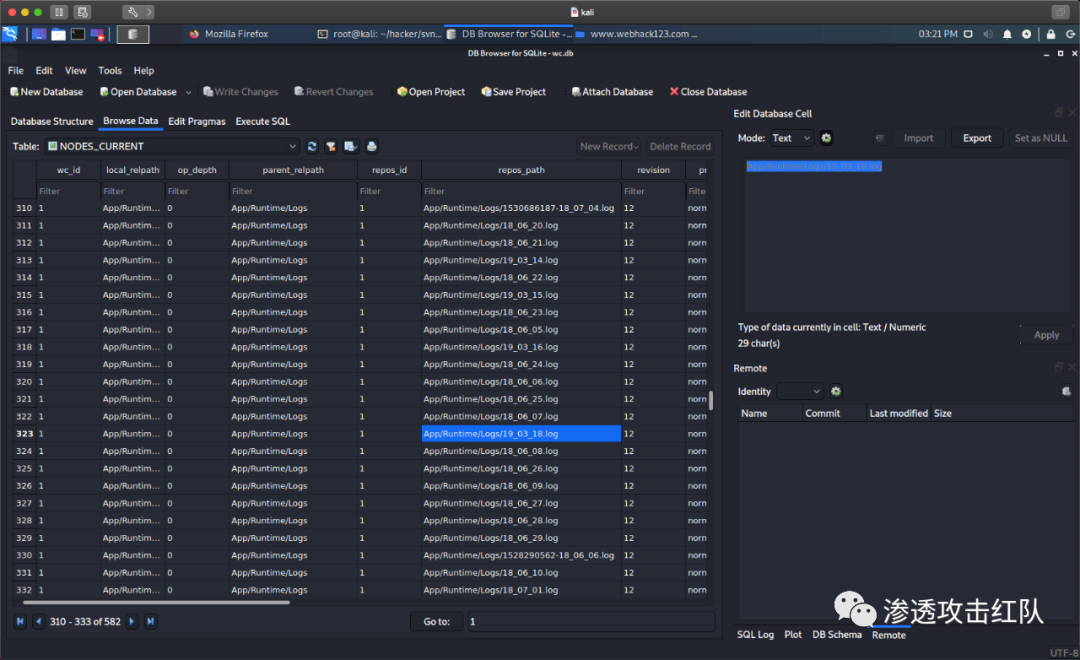 kali
Mozilla Firefox
root@kali: ~/hacker/svn...
DB Browser for SQLite -...
www.webhack123.com ...
03:21 PM
DB Browser for SQLite - wc.db
File Edit View Tools Help
New Database Open Database Write Changes Revert Changes Open Project Save Project Attach Database Close Database
Database Structure Browse Data Edit Pragmas Execute SQL
Table: NODES_CURRENT New Record Delete Record
wc_id local_relpath op_depth parent_relpath repos_id repos_path revision pr
Filter Filter Filter Filter Filter Filter Filter Filte
310 1 App/Runtim... 0 App/Runtime/Logs 1 App/Runtime/Logs/1530686187-18_07_04.log 12 norn
311 1 App/Runtim... 0 App/Runtime/Logs 1 App/Runtime/Logs/18_06_20.log 12 norn
312 1 App/Runtim... 0 App/Runtime/Logs 1 App/Runtime/Logs/18_06_21.log 12 norn
313 1 App/Runtim... 0 App/Runtime/Logs 1 App/Runtime/Logs/19_03_14.log 12 norn
314 1 App/Runtim... 0 App/Runtime/Logs 1 App/Runtime/Logs/18_06_22.log 12 norn
315 1 App/Runtim... 0 App/Runtime/Logs 1 App/Runtime/Logs/19_03_15.log 12 norn
316 1 App/Runtim... 0 App/Runtime/Logs 1 App/Runtime/Logs/18_06_23.log 12 norn
317 1 App/Runtim... 0 App/Runtime/Logs 1 App/Runtime/Logs/18_06_05.log 12 norn
318 1 App/Runtim... 0 App/Runtime/Logs 1 App/Runtime/Logs/19_03_16.log 12 norn
319 1 App/Runtim... 0 App/Runtime/Logs 1 App/Runtime/Logs/18_06_24.log 12 norn
320 1 App/Runtim... 0 App/Runtime/Logs 1 App/Runtime/Logs/18_06_06.log 12 norn
321 1 App/Runtim... 0 App/Runtime/Logs 1 App/Runtime/Logs/18_06_25.log 12 norn
322 1 App/Runtim... 0 App/Runtime/Logs 1 App/Runtime/Logs/18_06_07.log 12 norn
323 1 App/Runtim... 0 App/Runtime/Logs 1 App/Runtime/Logs/19_03_18.log 12 norn
324 1 App/Runtim... 0 App/Runtime/Logs 1 App/Runtime/Logs/18_06_08.log 12 norn
325 1 App/Runtim... 0 App/Runtime/Logs 1 App/Runtime/Logs/18_06_26.log 12 norn
326 1 App/Runtim... 0 App/Runtime/Logs 1 App/Runtime/Logs/18_06_09.log 12 norn
327 1 App/Runtim... 0 App/Runtime/Logs 1 App/Runtime/Logs/18_06_27.log 12 norn
328 1 App/Runtim... 0 App/Runtime/Logs 1 App/Runtime/Logs/18_06_28.log 12 norn
329 1 App/Runtim... 0 App/Runtime/Logs 1 App/Runtime/Logs/18_06_29.log 12 norn
330 1 App/Runtim... 0 App/Runtime/Logs 1 App/Runtime/Logs/1528290562-18_06_06.log 12 norn
331 1 App/Runtim... 0 App/Runtime/Logs 1 App/Runtime/Logs/18_06_10.log 12 norn
332 1 App/Runtim... 0 App/Runtime/Logs 1 App/Runtime/Logs/18_07_01.log 12 norn
310 - 333 of 582 Go to: 1
Edit Database Cell
Mode: Text Import Export Set as NULL
App/Runtime/Logs/19_03_18.log
Type of data currently in cell: Text / Numeric
29 char(s)
Apply
Remote
Identity
Name Commit Last modified Size
渗透攻击红队
SQL Log Plot DB Schema Remote
UTF-8